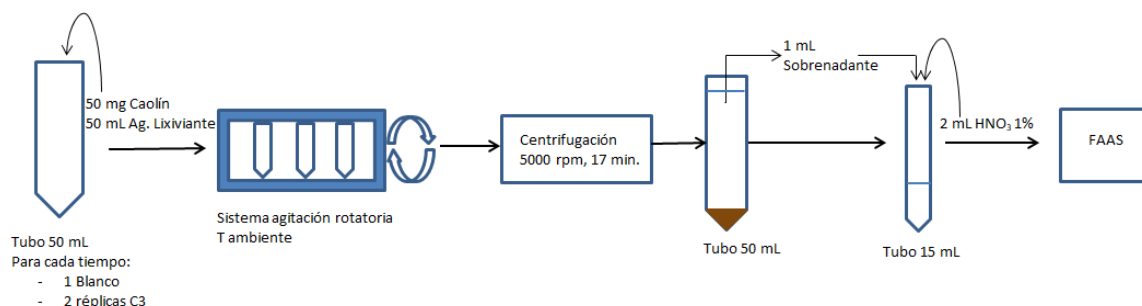 50 mg Caolín
50 mL Ag. Lixiviante
Tubo 50 mL
Para cada tiempo:
- 1 Blanco
- 2 réplicas C3
Sistema agitación rotatoria
T ambiente
Centrifugación
5000 rpm, 17 min.
1 mL
Sobrenadante
Tubo 50 mL
2 mL HNO₃ 1%
Tubo 15 mL
FAAS